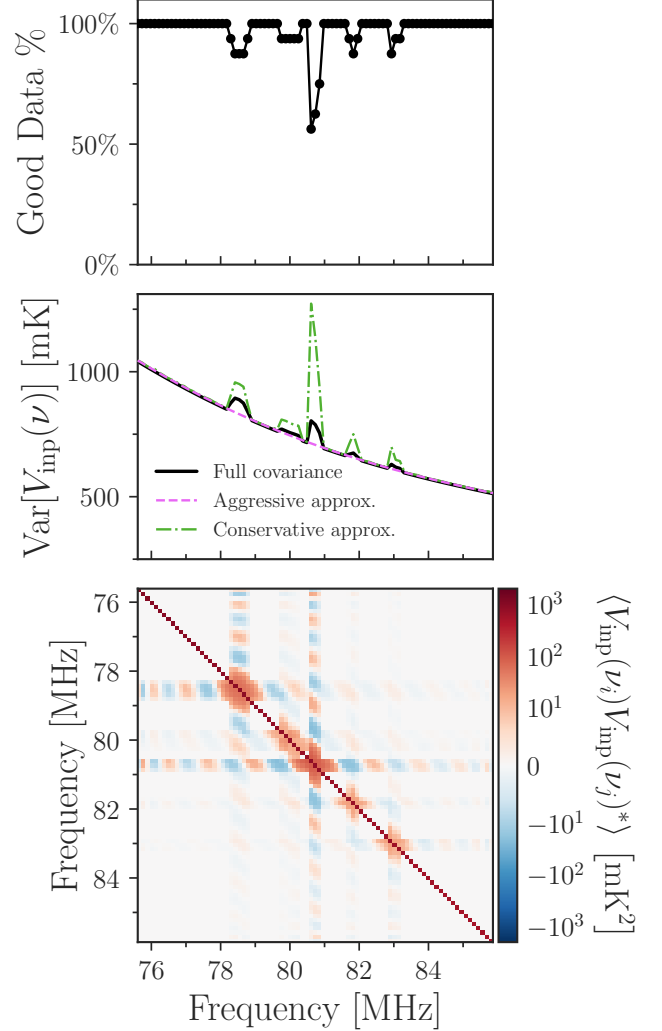 100%
50%
0%
Good Data %
1000
500
Var[V_inp(ν)] [mK]
Full covariance
Aggressive approx.
Conservative approx.
76
78
80
82
84
Frequency [MHz]
76
78
80
82
84
Frequency [MHz]
10^3
10^2
10^1
0
−10^1
−10^2
−10^3
⟨V_inp(ν_i)V_inp(ν_j)^*⟩ [mK^2]